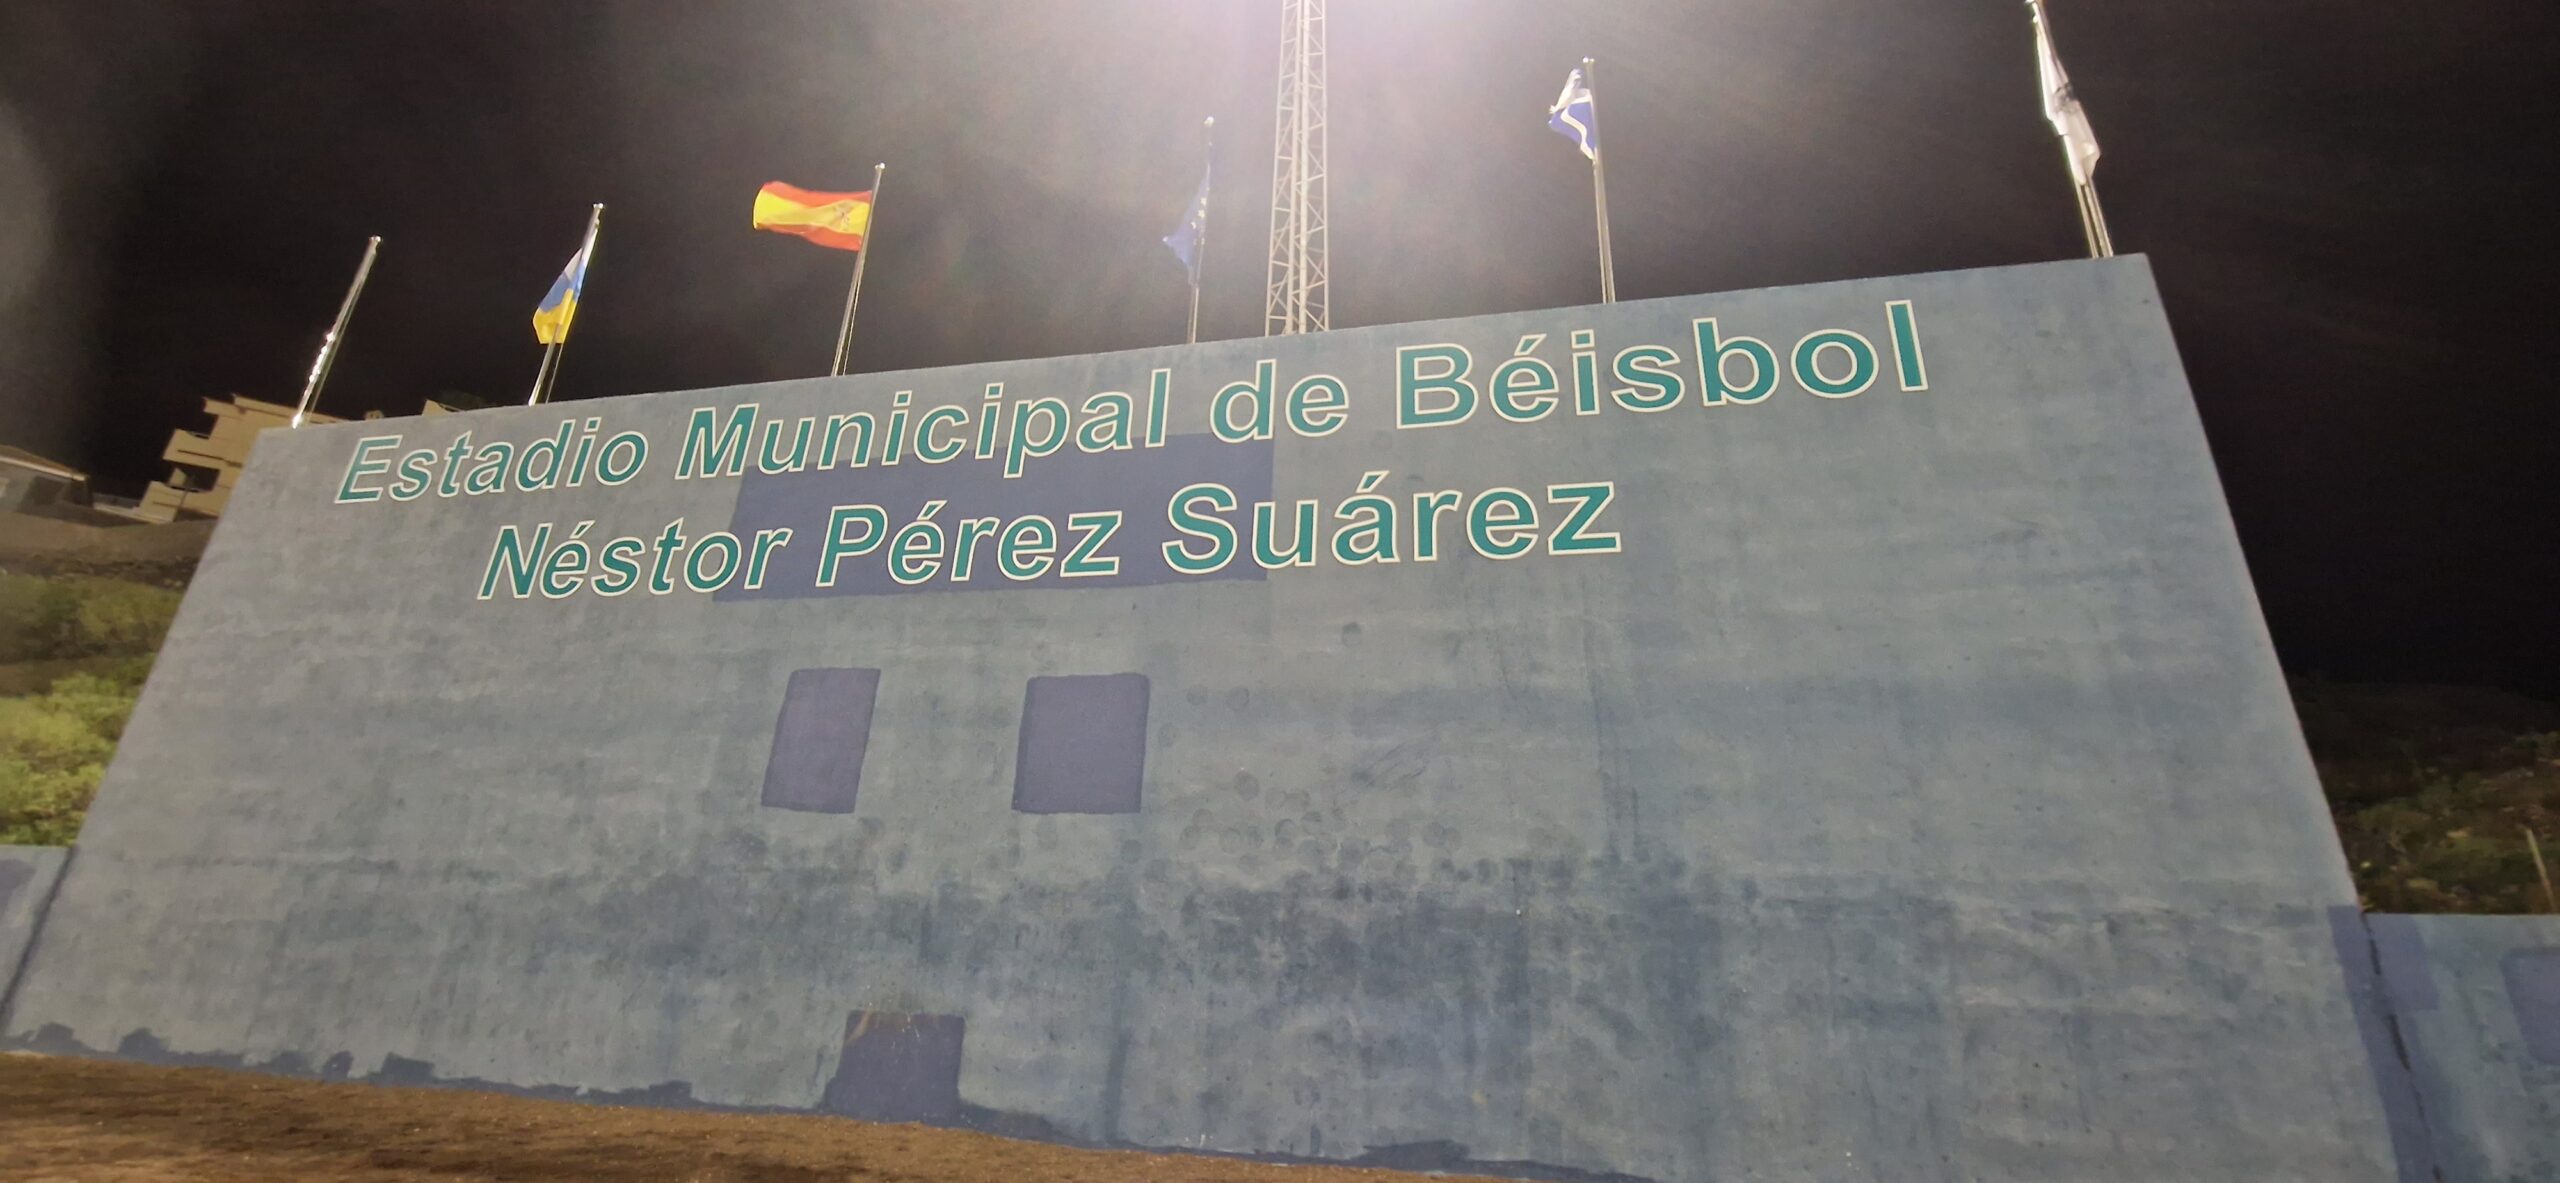 Estadio Municipal de Béisbol
Néstor Pérez Suárez